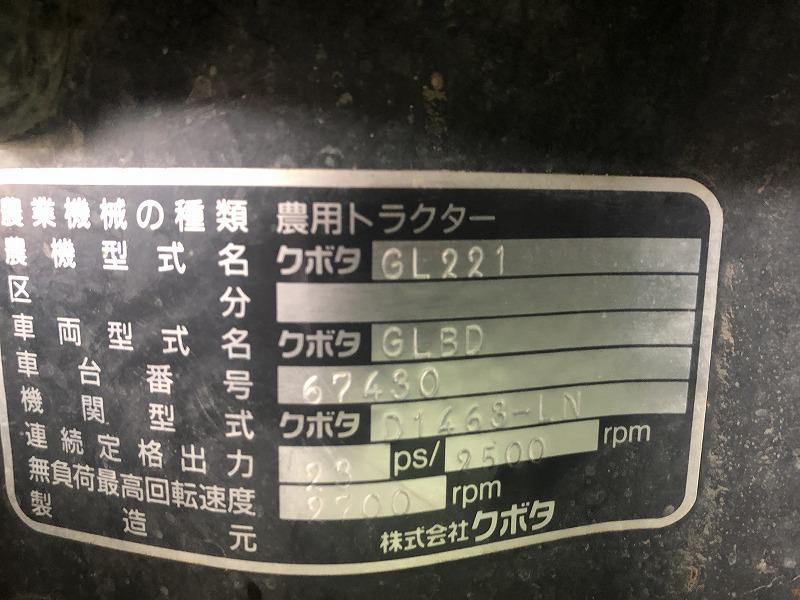 農業機械の種類 農用トラクター
農機型式名 クボタ GL221
区分
車両型式名 クボタ GLBD
車台番号 67430
機関型式 クボタ D1463-LN
連続定格出力 23 ps/ 2500 rpm
無負荷最高回転速度 2700 rpm
製造元 株式会社クボタ